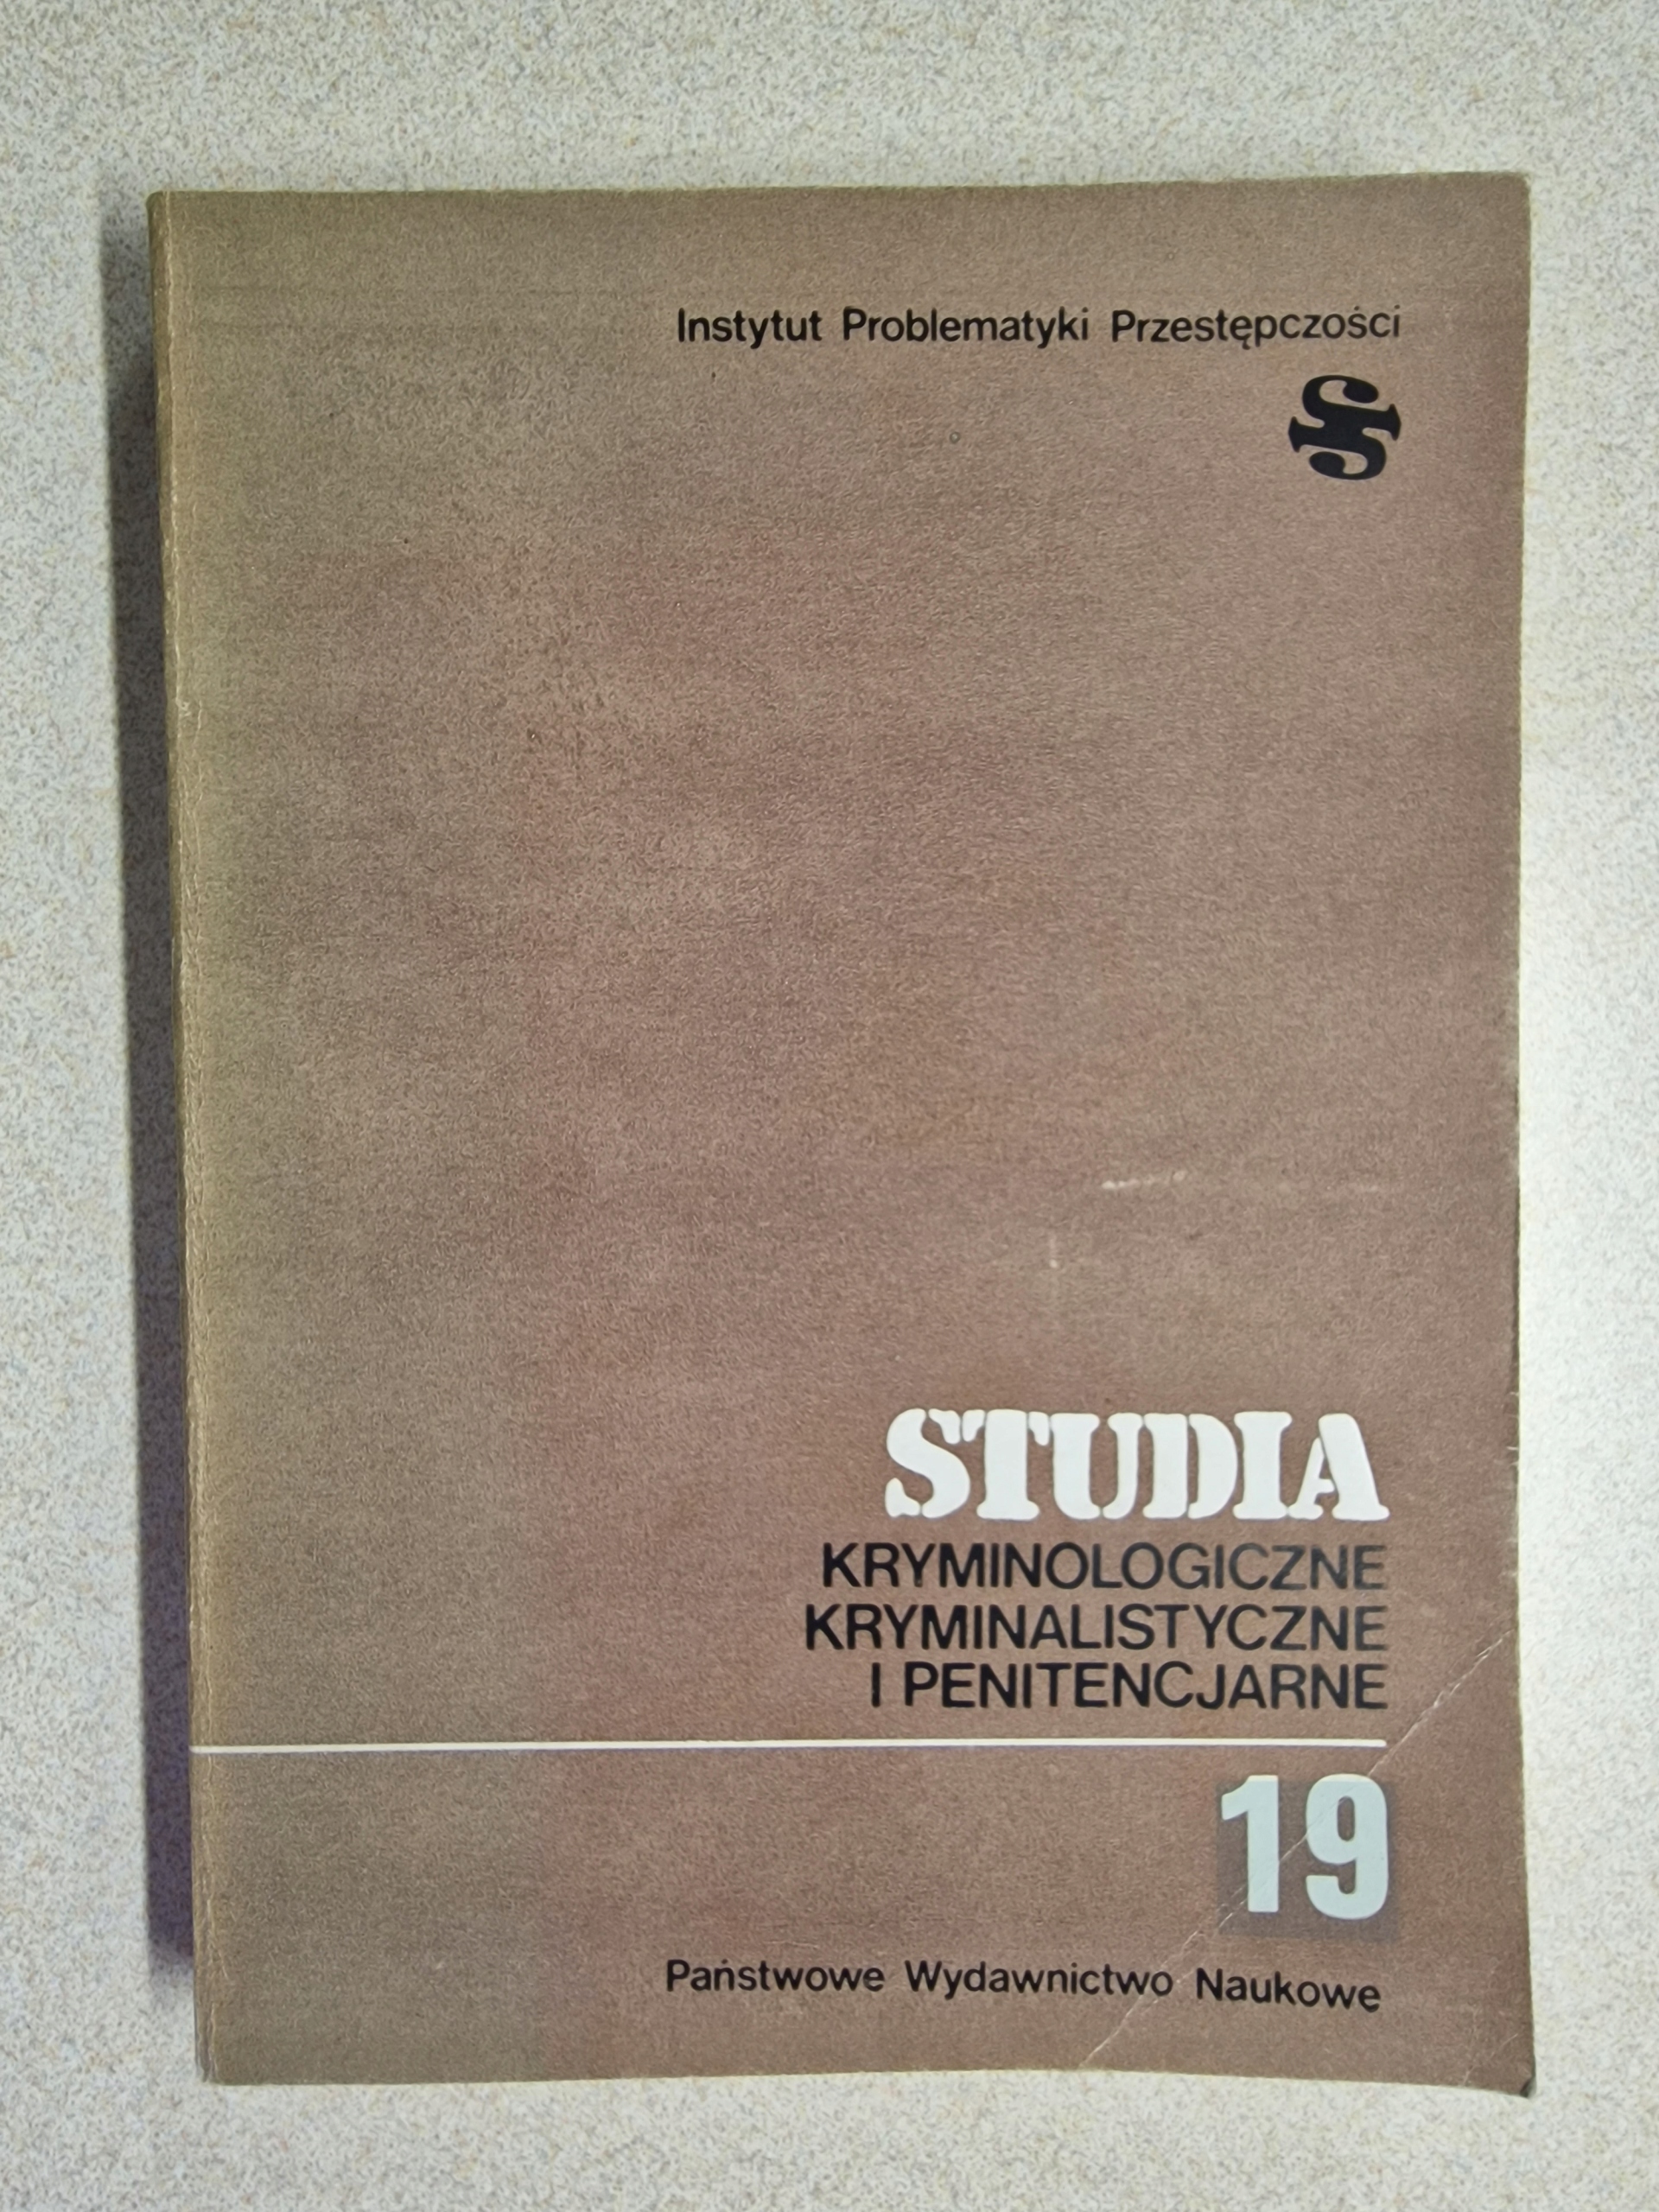 Instytut Problematyki Przestępczości
STUDIA
KRYMINOLOGICZNE
KRYMINALISTYCZNE
I PENITENCJARNE
19
Państwowe Wydawnictwo Naukowe